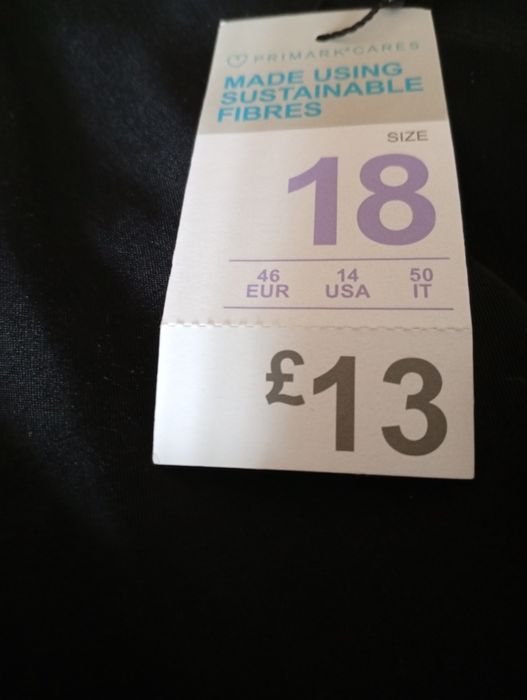 PRIMARK®CARES
MADE USING
SUSTAINABLE
FIBRES
SIZE
18
46 14 50
EUR USA IT
£13